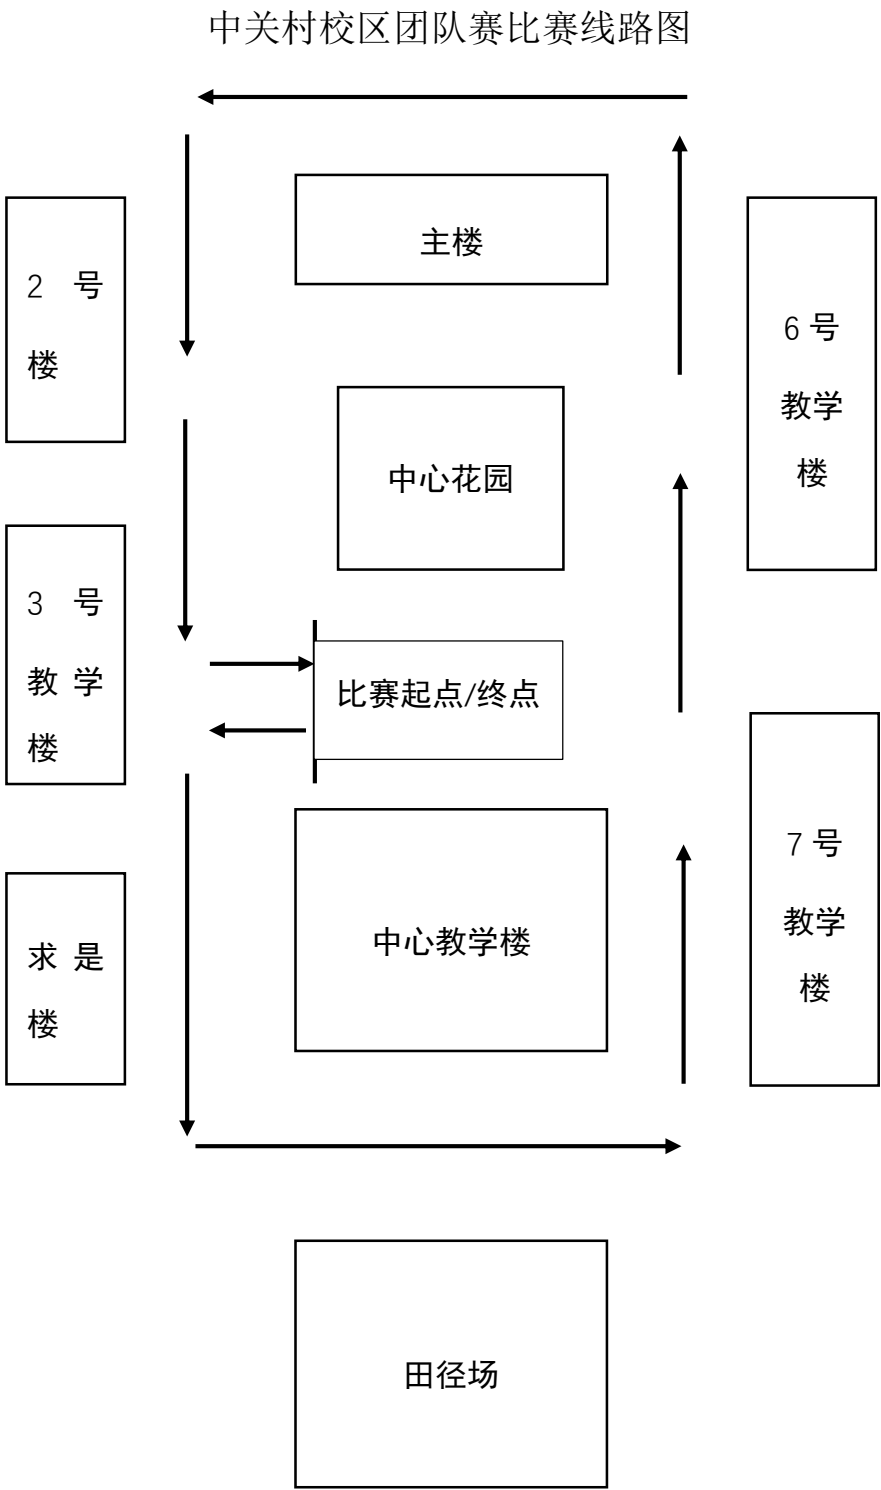 中关村校区团队赛比赛线路图
主楼
2 号
楼
6 号
教学
楼
中心花园
3 号
教 学
楼
比赛起点/终点
7 号
教学
楼
求 是
楼
中心教学楼
田径场